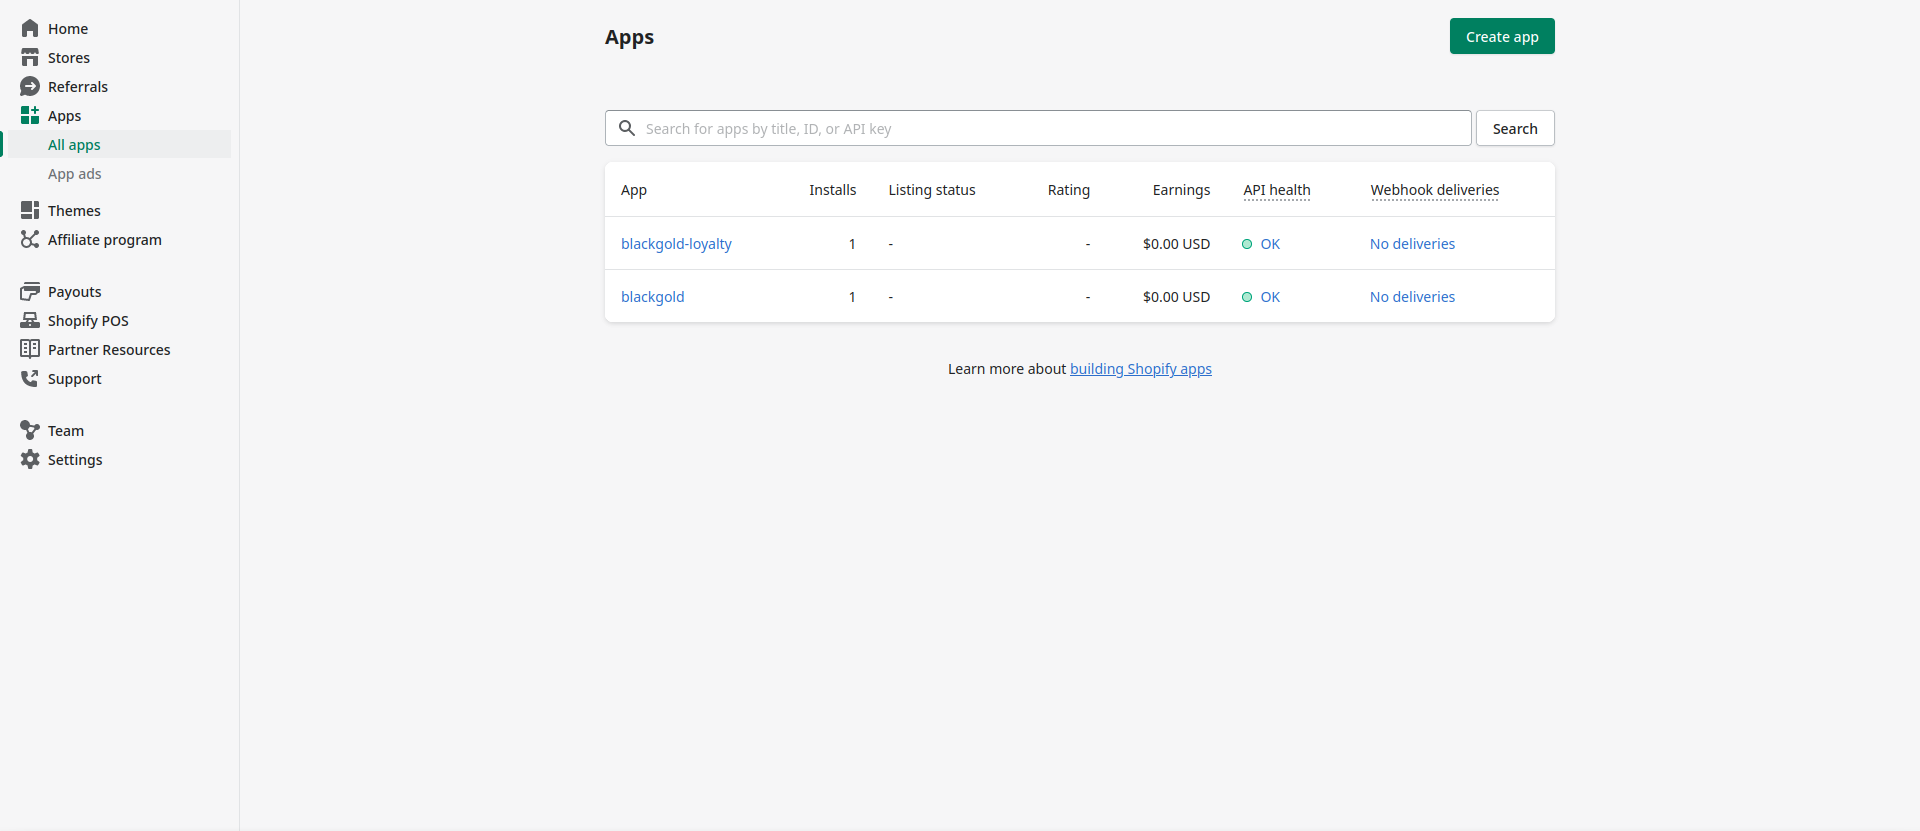 Home
Stores
Referrals
Apps
All apps
App ads
Themes
Affiliate program
Payouts
Shopify POS
Partner Resources
Support
Team
Settings
Apps
Create app
Search for apps by title, ID, or API key
Search
App Installs Listing status Rating Earnings API health Webhook deliveries
blackgold-loyalty 1 - - $0.00 USD OK No deliveries
blackgold 1 - - $0.00 USD OK No deliveries
Learn more about building Shopify apps